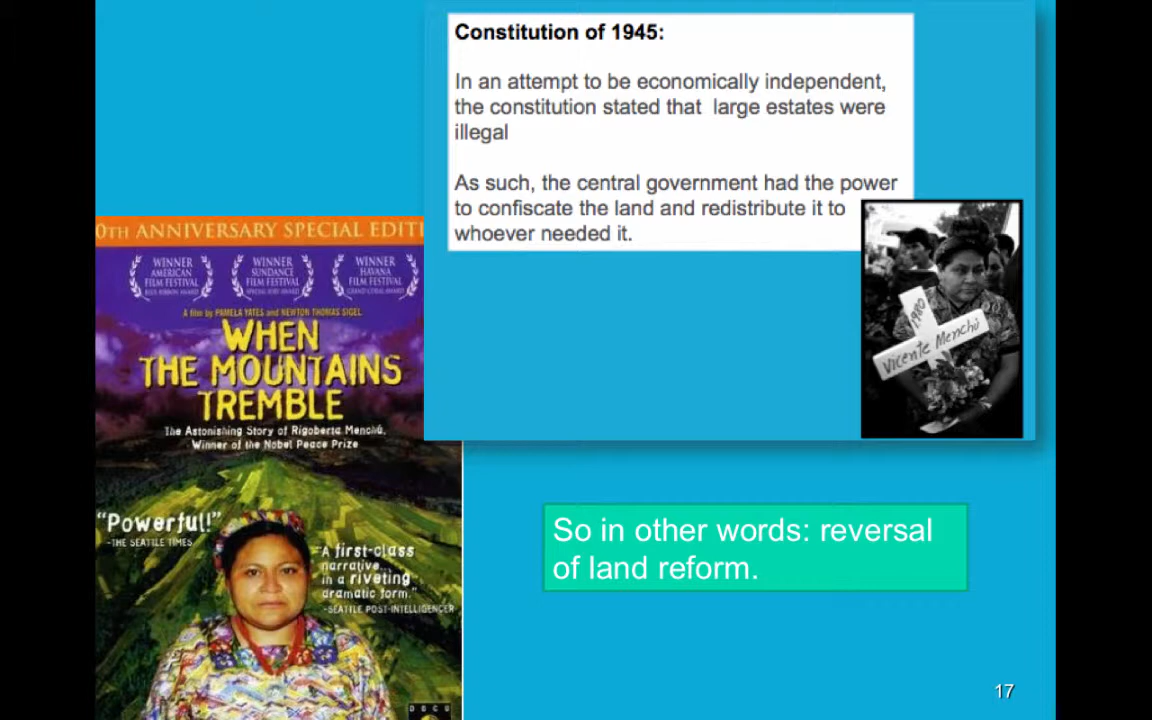 Constitution of 1945:
In an attempt to be economically independent,
the constitution stated that large estates were
illegal
As such, the central government had the power
to confiscate the land and redistribute it to
whoever needed it.
1980
Vicente Menchú
0TH ANNIVERSARY SPECIAL EDITI
WINNER
AMERICAN
FILM FESTIVAL
BLUE RIBBON AWARD
WINNER
SUNDANCE
FILM FESTIVAL
SPECIAL JURY AWARD
WINNER
HAVANA
FILM FESTIVAL
GRAND CORAL AWARD
A film by PAMELA YATES and NEWTON THOMAS SIGEL
WHEN
THE MOUNTAINS
TREMBLE
The Astonishing Story of Rigoberta Menchú,
Winner of the Nobel Peace Prize
"Powerful!"
-THE SEATTLE TIMES
"A first-class
narrative...
in a riveting
dramatic form."
-SEATTLE POST-INTELLIGENCER
So in other words: reversal
of land reform.
17